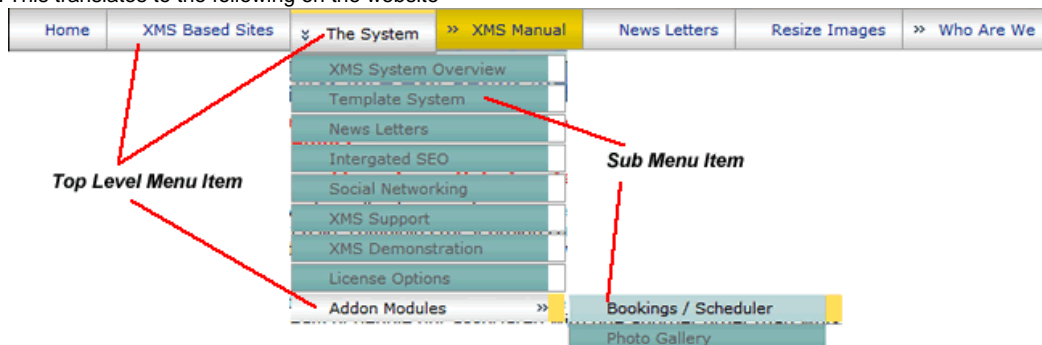 This translates to the following on the website
Home XMS Based Sites » The System » XMS Manual News Letters Resize Images » Who Are We
XMS System Overview
Template System
News Letters
Intergated SEO
Sub Menu Item
Top Level Menu Item
Social Networking
XMS Support
XMS Demonstration
License Options
Addon Modules » Bookings / Scheduler
Photo Gallery